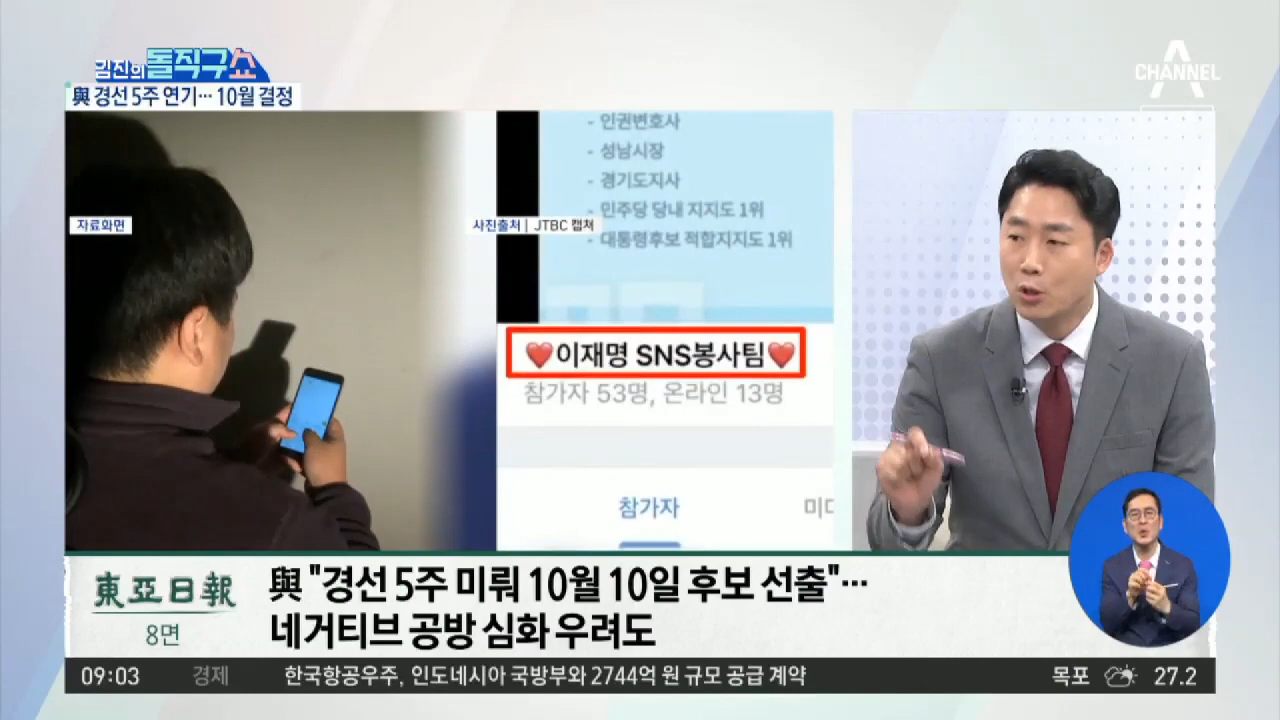 김진의 돌직구쇼
與 경선 5주 연기… 10월 결정
CHANNEL A
자료화면
사진출처 | JTBC 캡쳐
- 인권변호사
- 성남시장
- 경기도지사
- 민주당 당내 지지도 1위
- 대통령후보 적합지지도 1위
❤️이재명 SNS봉사팀❤️
참가자 53명, 온라인 13명
참가자
미디
東亞日報
8면
與 "경선 5주 미뤄 10월 10일 후보 선출"…
네거티브 공방 심화 우려도
09:03 경제 한국항공우주, 인도네시아 국방부와 2744억 원 규모 공급 계약 목포 27.2